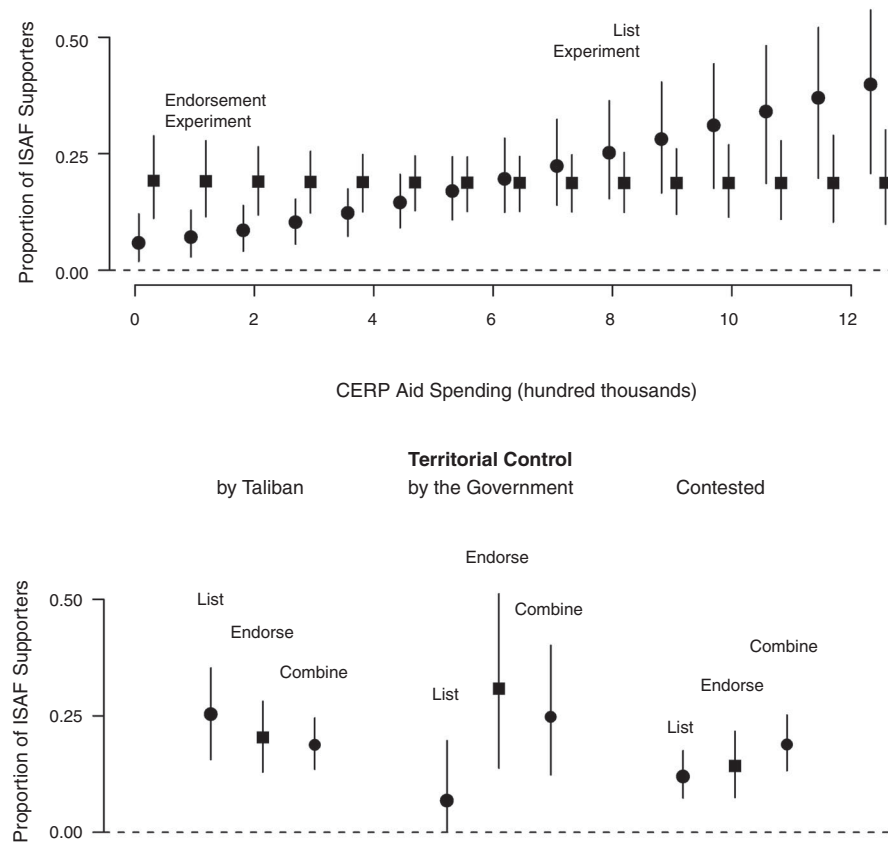 Proportion of ISAF Supporters
0.50
0.25
0.00
List
Experiment
Endorsement
Experiment
0 2 4 6 8 10 12
CERP Aid Spending (hundred thousands)
Territorial Control
by Taliban by the Government Contested
Proportion of ISAF Supporters
0.50
0.25
0.00
List
Endorse
Combine
List
Endorse
Combine
List
Endorse
Combine